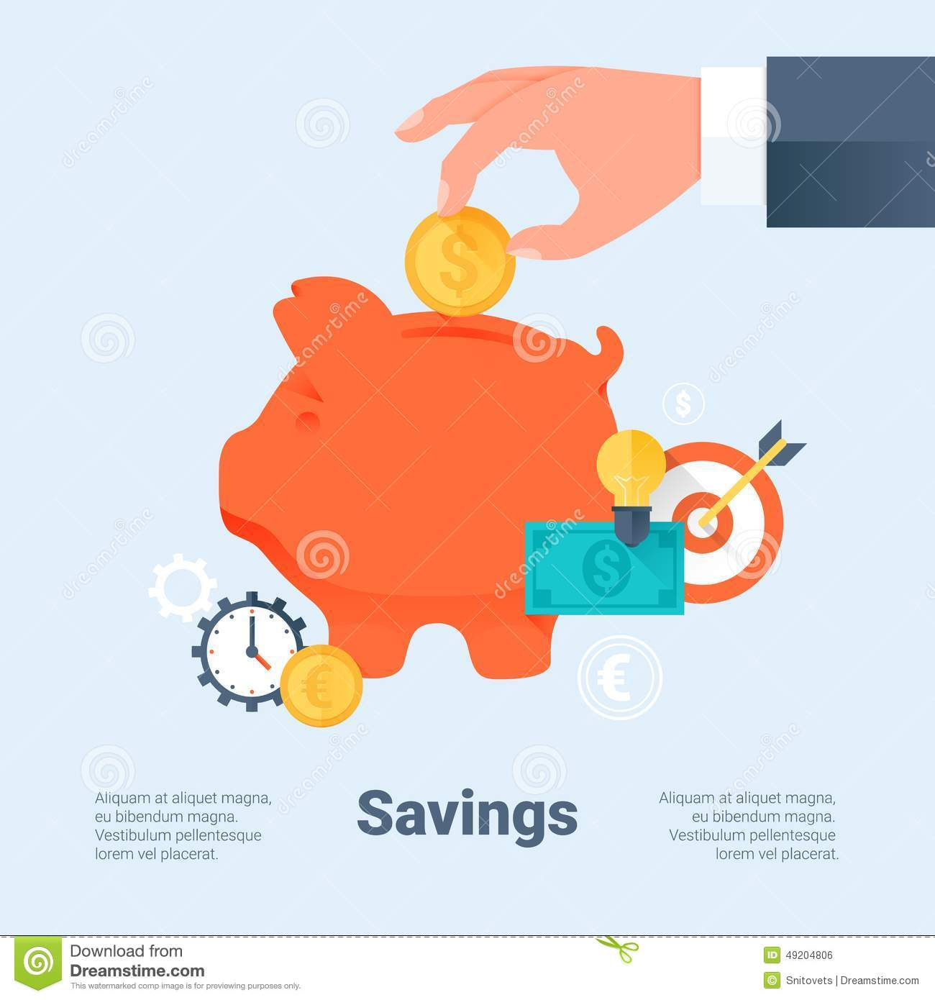 $
$
$
€
€
Aliquam at aliquet magna,
eu bibendum magna.
Vestibulum pellentesque
lorem vel placerat.
Savings
Aliquam at aliquet magna,
eu bibendum magna.
Vestibulum pellentesque
lorem vel placerat.
Download from
Dreamstime.com
This watermarked comp image is for previewing purposes only.
ID 49204806
© Snitovets | Dreamstime.com
dreamstime